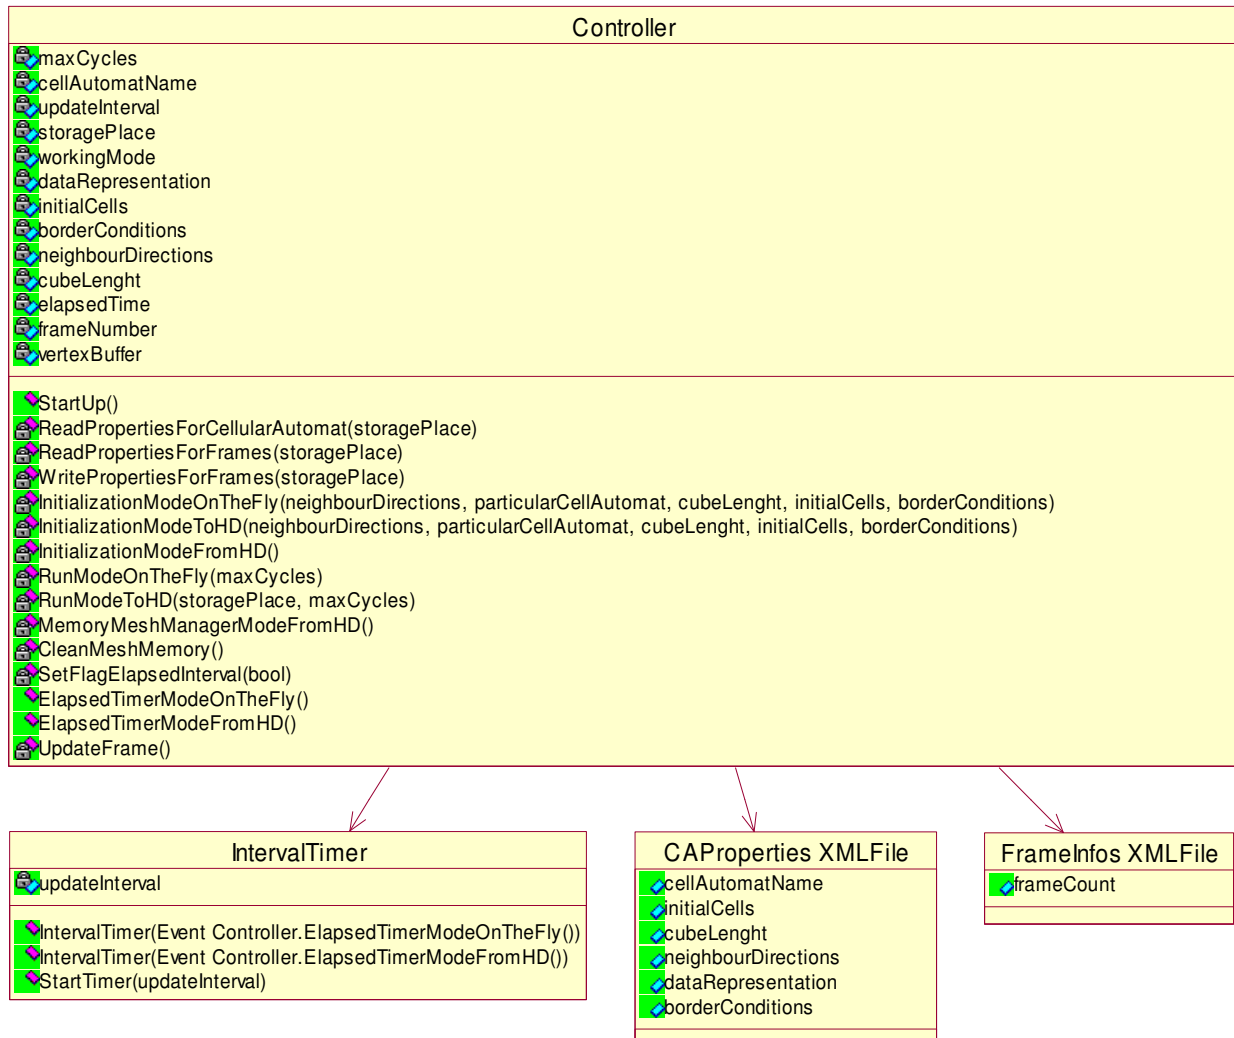 Controller
maxCycles
cellAutomatName
updateInterval
storagePlace
workingMode
dataRepresentation
initialCells
borderConditions
neighbourDirections
cubeLenght
elapsedTime
frameNumber
vertexBuffer
StartUp()
ReadPropertiesForCellularAutomat(storagePlace)
ReadPropertiesForFrames(storagePlace)
WritePropertiesForFrames(storagePlace)
InitializationModeOnTheFly(neighbourDirections, particularCellAutomat, cubeLenght, initialCells, borderConditions)
InitializationModeToHD(neighbourDirections, particularCellAutomat, cubeLenght, initialCells, borderConditions)
InitializationModeFromHD()
RunModeOnTheFly(maxCycles)
RunModeToHD(storagePlace, maxCycles)
MemoryMeshManagerModeFromHD()
CleanMeshMemory()
SetFlagElapsedInterval(bool)
ElapsedTimerModeOnTheFly()
ElapsedTimerModeFromHD()
UpdateFrame()
IntervalTimer
updateInterval
IntervalTimer(Event Controller.ElapsedTimerModeOnTheFly())
IntervalTimer(Event Controller.ElapsedTimerModeFromHD())
StartTimer(updateInterval)
CAProperties XMLFile
cellAutomatName
initialCells
cubeLenght
neighbourDirections
dataRepresentation
borderConditions
FrameInfos XMLFile
frameCount